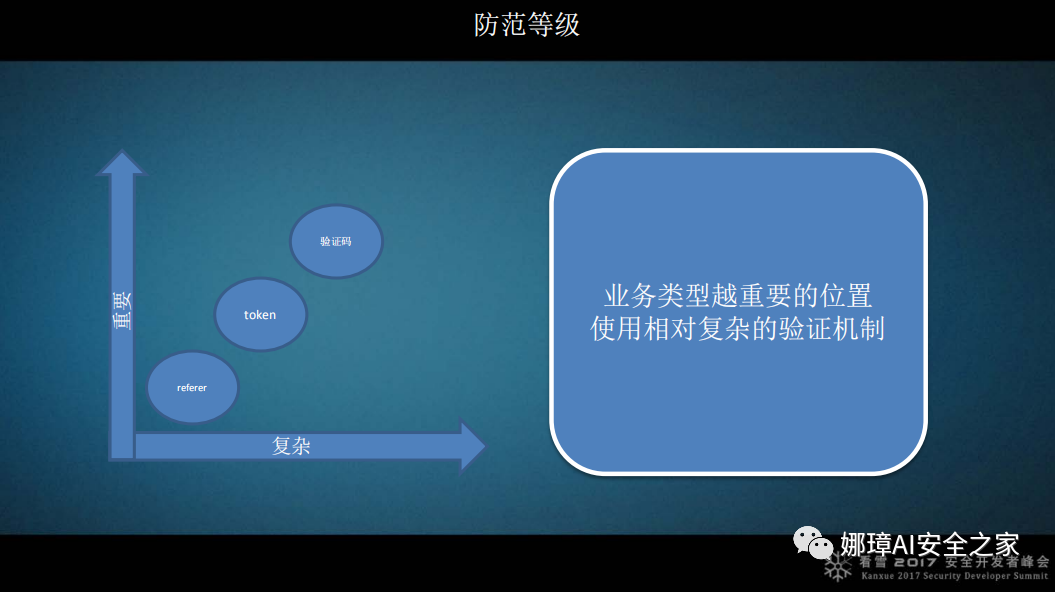 防范等级
重要
验证码
token
referer
复杂
业务类型越重要的位置
使用相对复杂的验证机制
娜璋AI安全之家
看雪 2017 安全开发者峰会
Kanxue 2017 Security Developer Summit